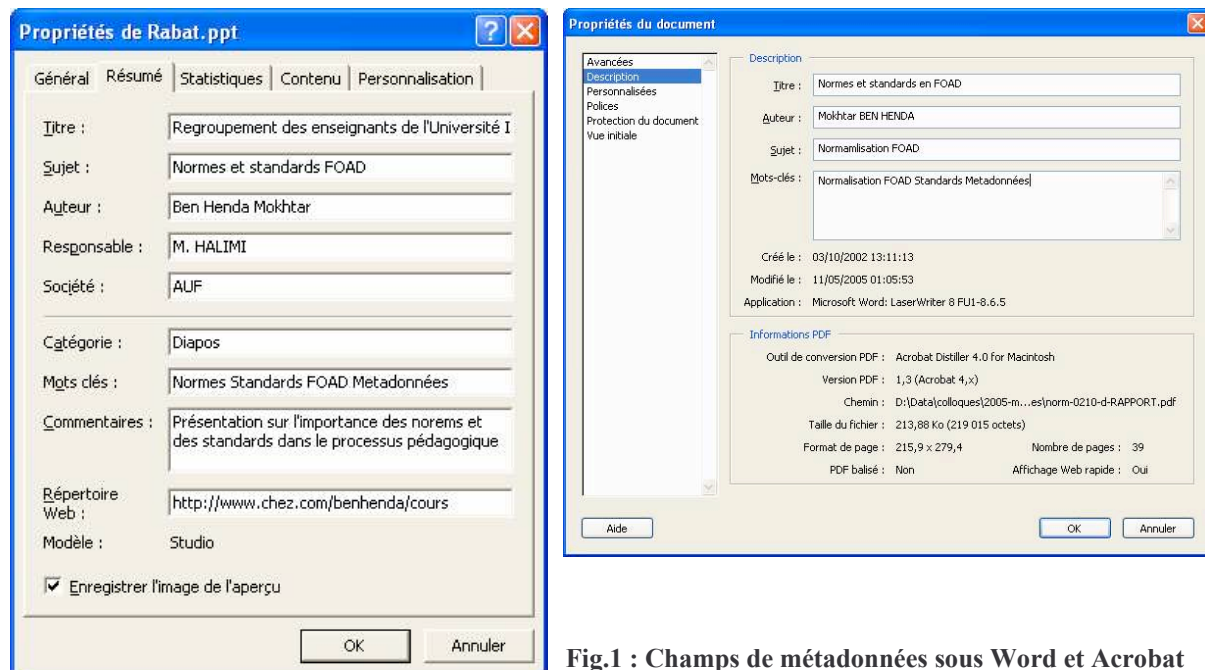 Propriétés de Rabat.ppt
Général Résumé Statistiques Contenu Personnalisation
Titre : Regroupement des enseignants de l'Université I
Sujet : Normes et standards FOAD
Auteur : Ben Henda Mokhtar
Responsable : M. HALIMI
Société : AUF
Catégorie : Diapos
Mots clés : Normes Standards FOAD Metadonnées
Commentaires : Présentation sur l'importance des norems et
des standards dans le processus pédagogique
Répertoire
Web : http://www.chez.com/benhenda/cours
Modèle : Studio
Enregistrer l'image de l'aperçu
OK Annuler
Propriétés du document
Avancées
Description
Personnalisées
Polices
Protection du document
Vue initiale
Description
Titre : Normes et standards en FOAD
Auteur : Mokhtar BEN HENDA
Sujet : Normamlisation FOAD
Mots-clés : Normalisation FOAD Standards Metadonnées
Créé le : 03/10/2002 13:11:13
Modifié le : 11/05/2005 01:05:53
Application : Microsoft Word: LaserWriter 8 FU1-8.6.5
Informations PDF
Outil de conversion PDF : Acrobat Distiller 4.0 for Macintosh
Version PDF : 1,3 (Acrobat 4,x)
Chemin : D:\Data\colloques\2005-m...es\norm-0210-d-RAPPORT.pdf
Taille du fichier : 213,88 Ko (219 015 octets)
Format de page : 215,9 x 279,4 Nombre de pages : 39
PDF balisé : Non Affichage Web rapide : Oui
Aide OK Annuler
Fig.1 : Champs de métadonnées sous Word et Acrobat